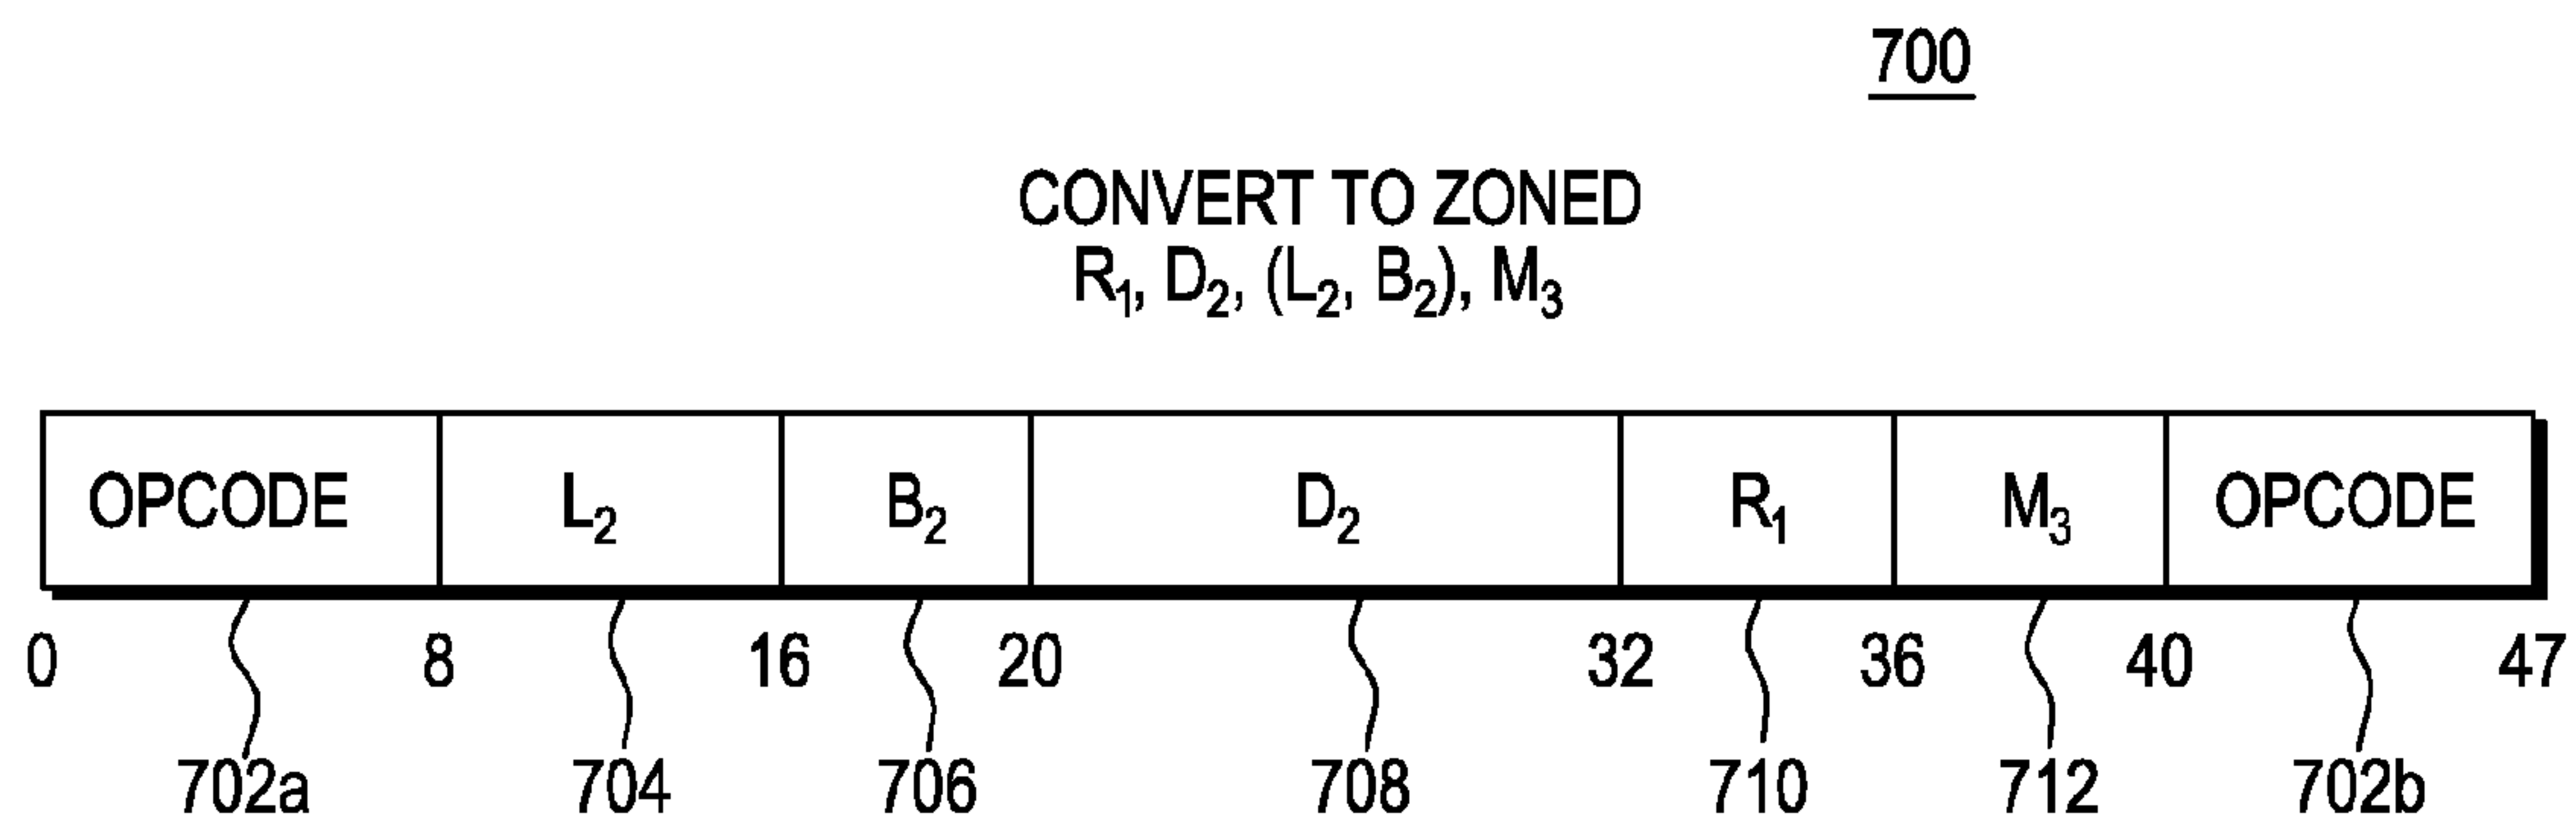 700
CONVERT TO ZONED
R₁, D₂, (L₂, B₂), M₃
OPCODE L₂ B₂ D₂ R₁ M₃ OPCODE
0 8 16 20 32 36 40 47
702a 704 706 708 710 712 702b